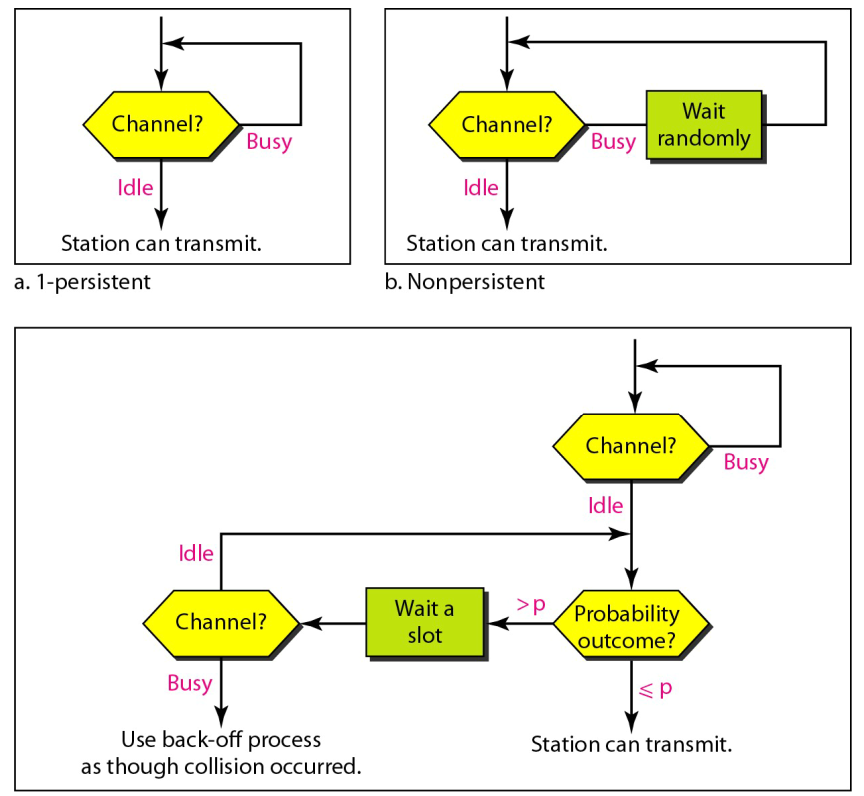 Channel?
Busy
Idle
Station can transmit.
a. 1-persistent
Channel?
Busy
Wait
randomly
Idle
Station can transmit.
b. Nonpersistent
Channel?
Busy
Idle
Idle
Channel?
Wait a
slot
>p
Probability
outcome?
Busy
⩽ p
Use back-off process
as though collision occurred.
Station can transmit.